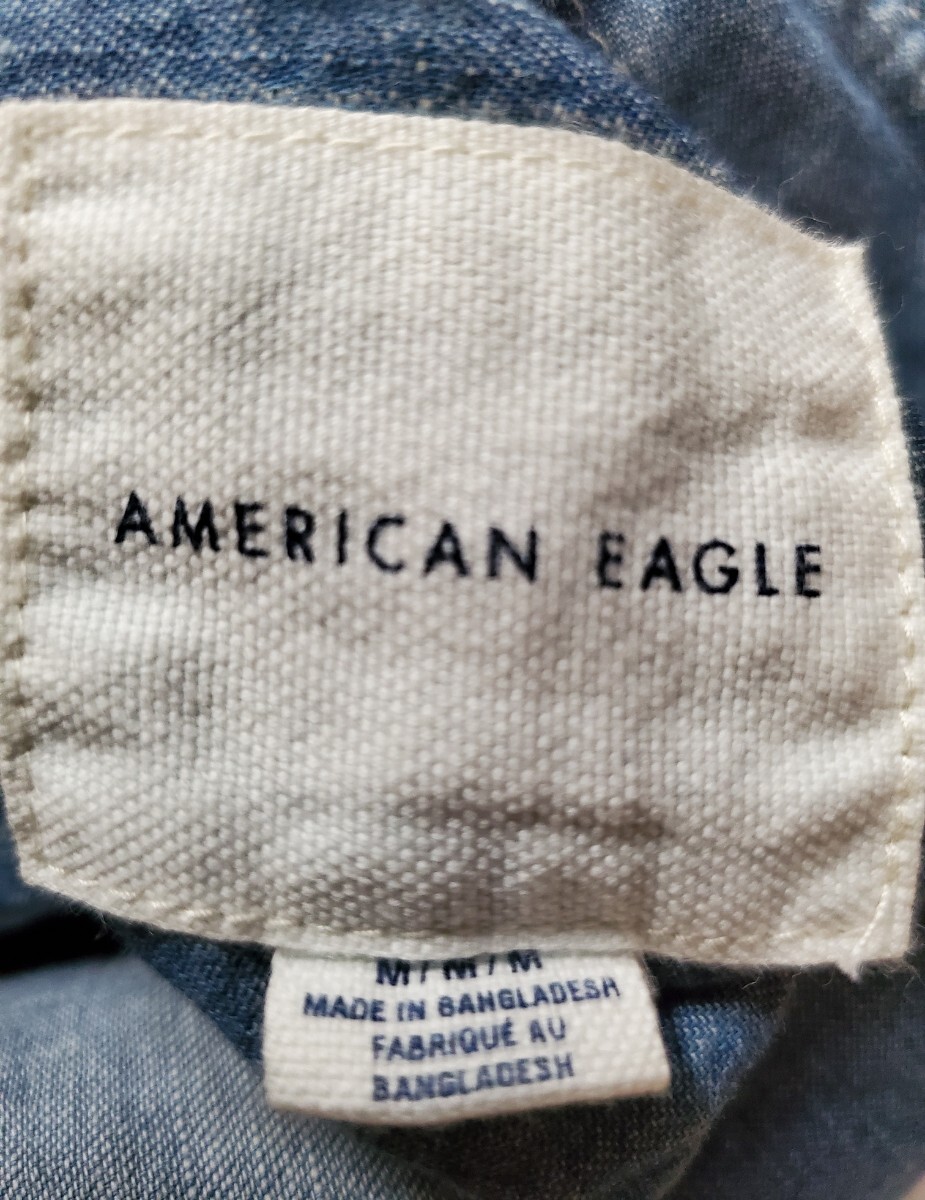 AMERICAN EAGLE
M / M / M
MADE IN BANGLADESH
FABRIQUÉ AU
BANGLADESH